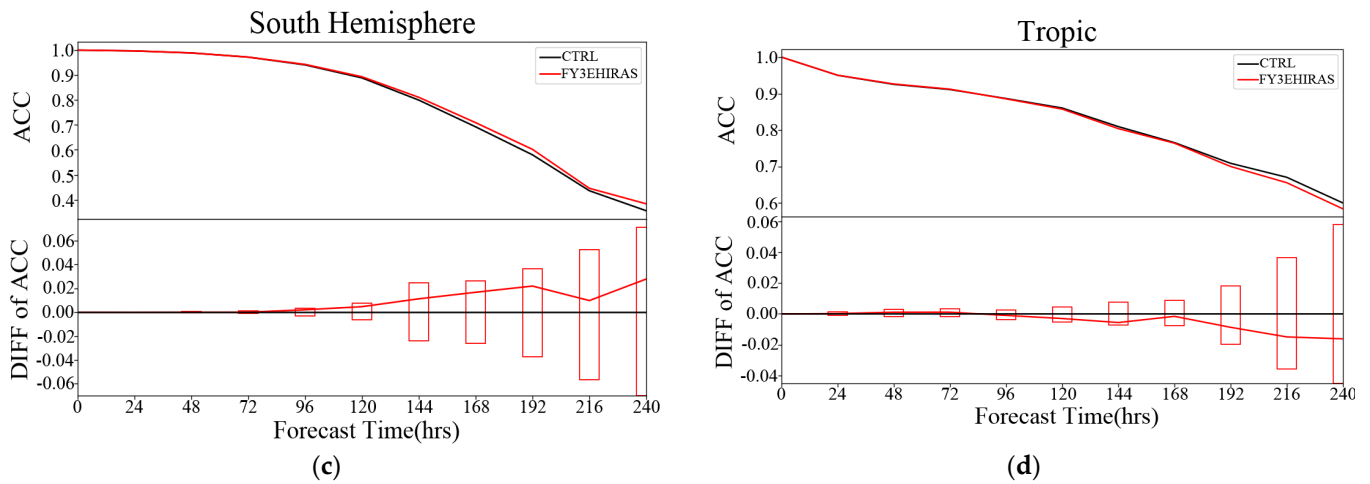 South Hemisphere
1.0
0.9
0.8
0.7
0.6
0.5
0.4
ACC
CTRL
FY3EHIRAS
0.06
0.04
0.02
0.00
-0.02
-0.04
-0.06
DIFF of ACC
0 24 48 72 96 120 144 168 192 216 240
Forecast Time(hrs)
(c)
Tropic
1.0
0.9
0.8
0.7
0.6
ACC
CTRL
FY3EHIRAS
0.06
0.04
0.02
0.00
-0.02
-0.04
DIFF of ACC
0 24 48 72 96 120 144 168 192 216 240
Forecast Time(hrs)
(d)